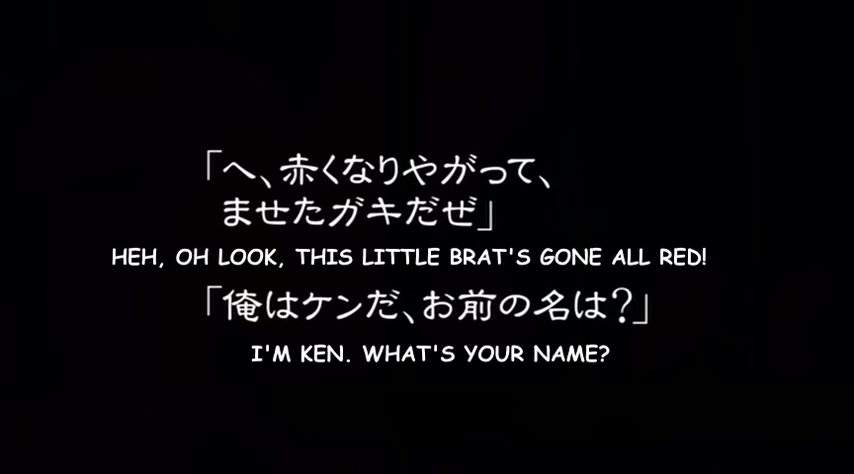 「へ、赤くなりやがって、
ませたガキだぜ」
HEH, OH LOOK, THIS LITTLE BRAT'S GONE ALL RED!
「俺はケンだ、お前の名は?」
I'M KEN. WHAT'S YOUR NAME?